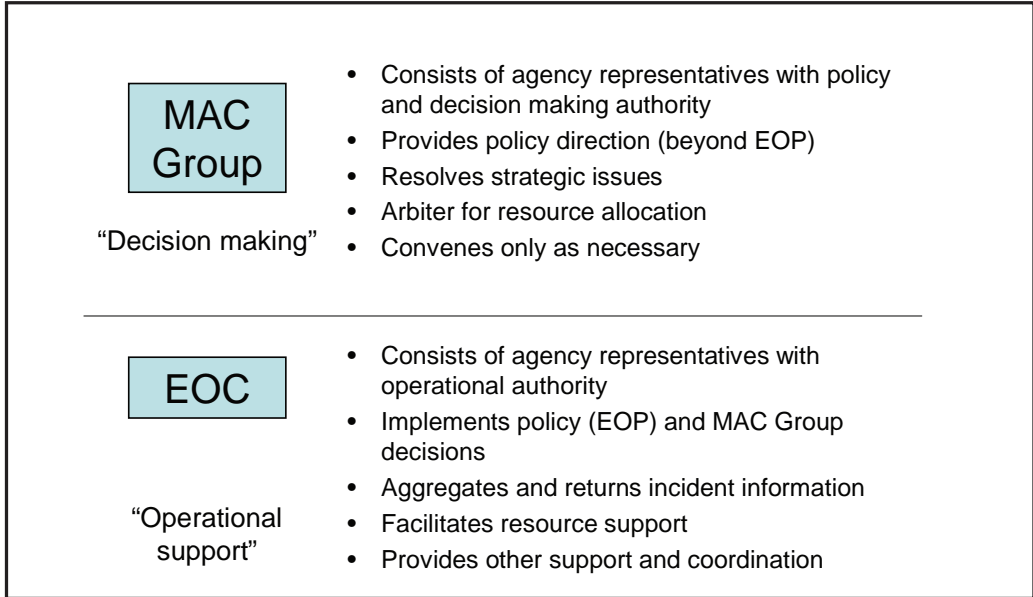 MAC
Group
“Decision making”
• Consists of agency representatives with policy
and decision making authority
• Provides policy direction (beyond EOP)
• Resolves strategic issues
• Arbiter for resource allocation
• Convenes only as necessary
EOC
“Operational
support”
• Consists of agency representatives with
operational authority
• Implements policy (EOP) and MAC Group
decisions
• Aggregates and returns incident information
• Facilitates resource support
• Provides other support and coordination